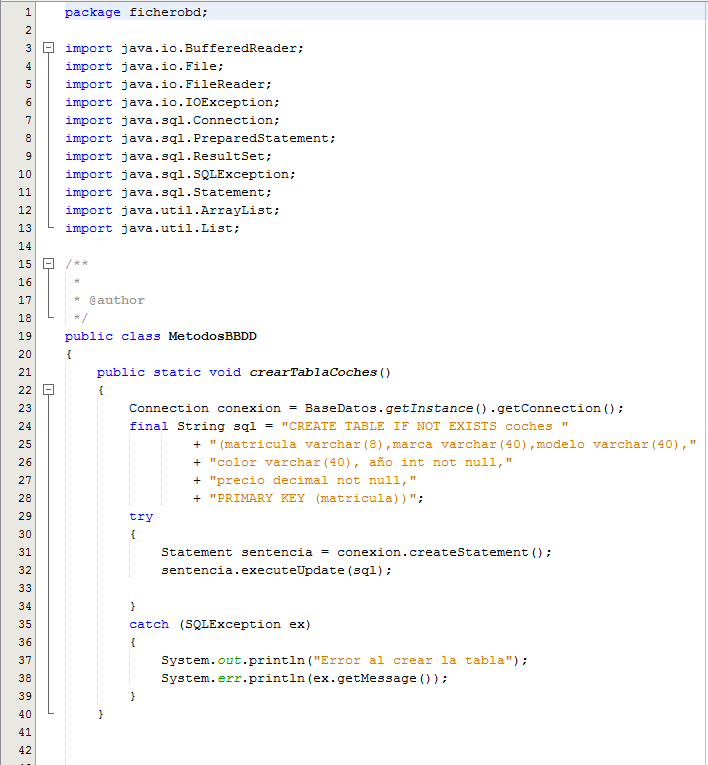 1 package ficherobd;
2
3 import java.io.BufferedReader;
4 import java.io.File;
5 import java.io.FileReader;
6 import java.io.IOException;
7 import java.sql.Connection;
8 import java.sql.PreparedStatement;
9 import java.sql.ResultSet;
10 import java.sql.SQLException;
11 import java.sql.Statement;
12 import java.util.ArrayList;
13 import java.util.List;
14
15 /**
16  *
17  * @author
18  */
19 public class MetodosBBDD
20 {
21     public static void crearTablaCoches()
22     {
23         Connection conexion = BaseDatos.getInstance().getConnection();
24         final String sql = "CREATE TABLE IF NOT EXISTS coches "
25                 + "(matricula varchar(8),marca varchar(40),modelo varchar(40),"
26                 + "color varchar(40), año int not null,"
27                 + "precio decimal not null,"
28                 + "PRIMARY KEY (matricula))";
29         try
30         {
31             Statement sentencia = conexion.createStatement();
32             sentencia.executeUpdate(sql);
33
34         }
35         catch (SQLException ex)
36         {
37             System.out.println("Error al crear la tabla");
38             System.err.println(ex.getMessage());
39         }
40     }
41
42